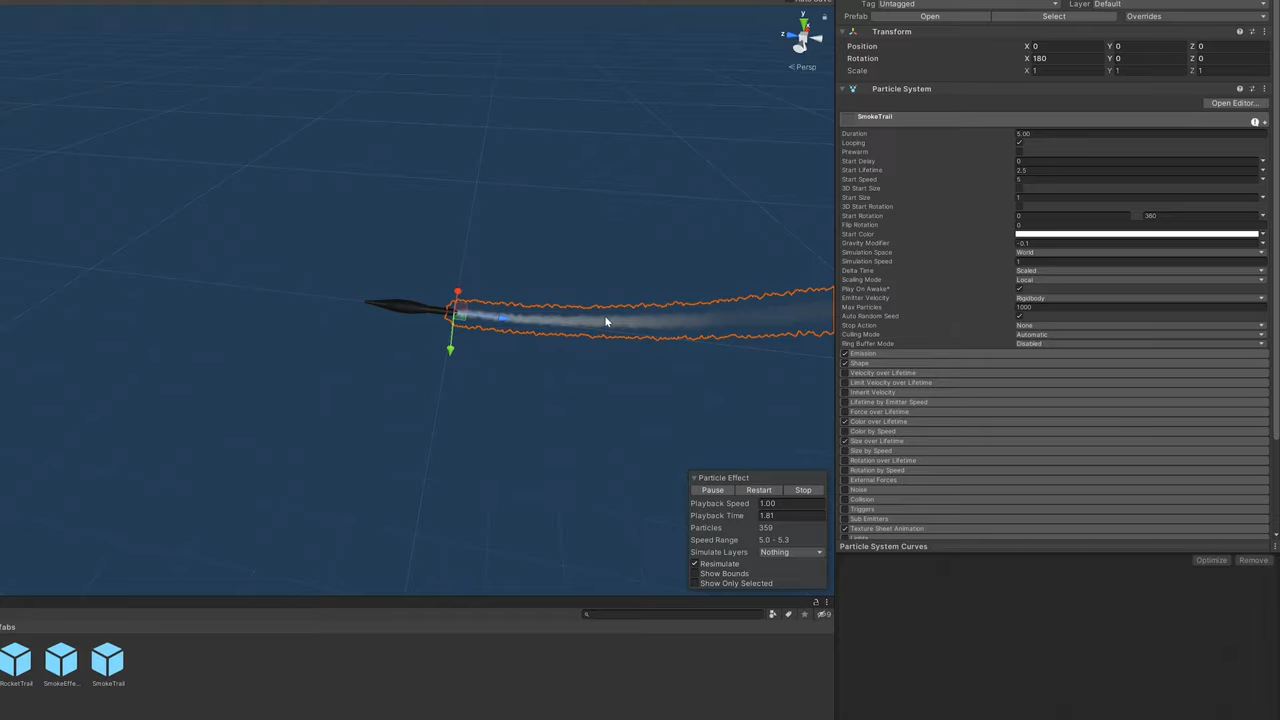 Tag Untagged Layer Default
Prefab Open Select Overrides
Transform
Position X 0 Y 0 Z 0
Rotation X 180 Y 0 Z 0
Scale X 1 Y 1 Z 1
Particle System
Open Editor...
SmokeTrail
Duration 5.00
Looping
Prewarm
Start Delay 0
Start Lifetime 2.5
Start Speed 5
3D Start Size
Start Size 1
3D Start Rotation
Start Rotation 0 360
Flip Rotation 0
Start Color
Gravity Modifier -0.1
Simulation Space World
Simulation Speed 1
Delta Time Scaled
Scaling Mode Local
Play On Awake*
Emitter Velocity Rigidbody
Max Particles 1000
Auto Random Seed
Stop Action None
Culling Mode Automatic
Ring Buffer Mode Disabled
Emission
Shape
Velocity over Lifetime
Limit Velocity over Lifetime
Inherit Velocity
Lifetime by Emitter Speed
Force over Lifetime
Color over Lifetime
Color by Speed
Size over Lifetime
Size by Speed
Rotation over Lifetime
Rotation by Speed
External Forces
Noise
Collision
Triggers
Sub Emitters
Texture Sheet Animation
Particle System Curves
Optimize Remove
y
z
x
Persp
Particle Effect
Pause Restart Stop
Playback Speed 1.00
Playback Time 1.81
Particles 359
Speed Range 5.0 - 5.3
Simulate Layers Nothing
Resimulate
Show Bounds
Show Only Selected
9
fabs
RocketTrail SmokeEffe... SmokeTrail